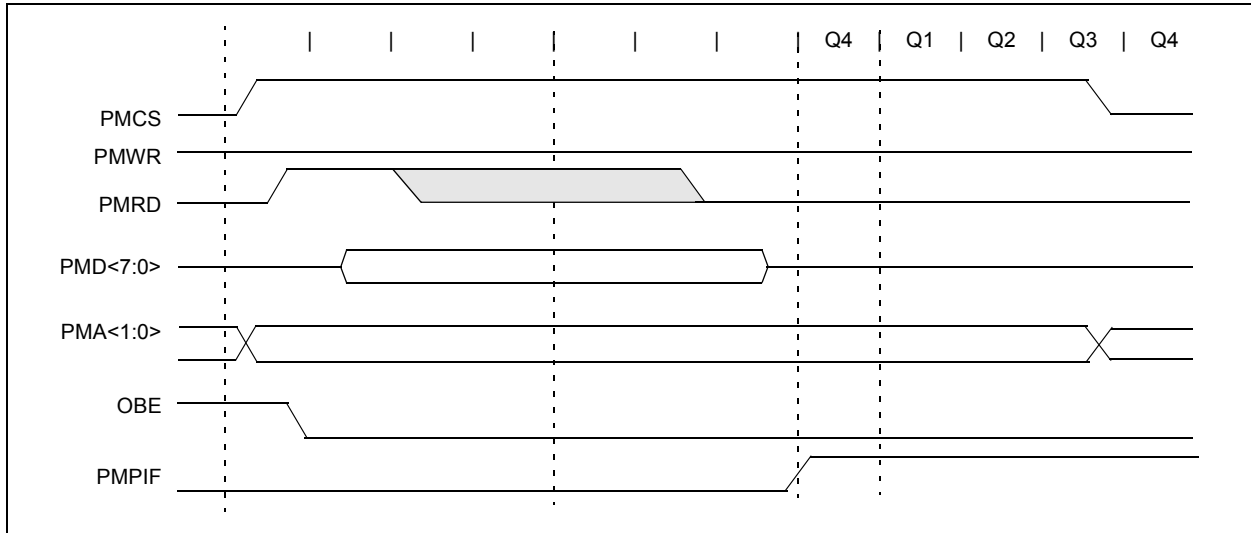 | | | | | | | Q4 | Q1 | Q2 | Q3 | Q4
PMCS
PMWR
PMRD
PMD<7:0>
PMA<1:0>
OBE
PMPIF